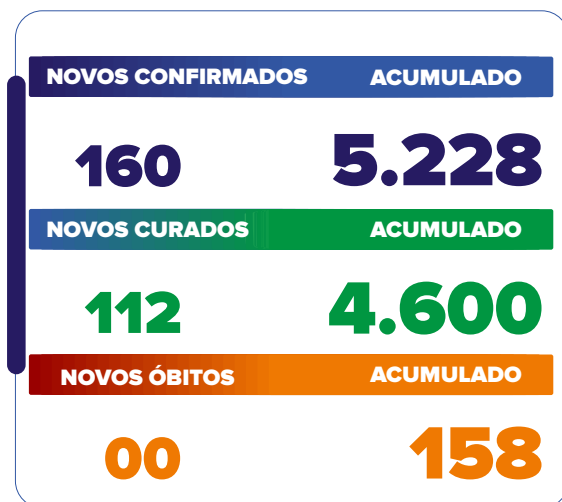 NOVOS CONFIRMADOS ACUMULADO
160 5.228
NOVOS CURADOS ACUMULADO
112 4.600
NOVOS ÓBITOS ACUMULADO
00 158